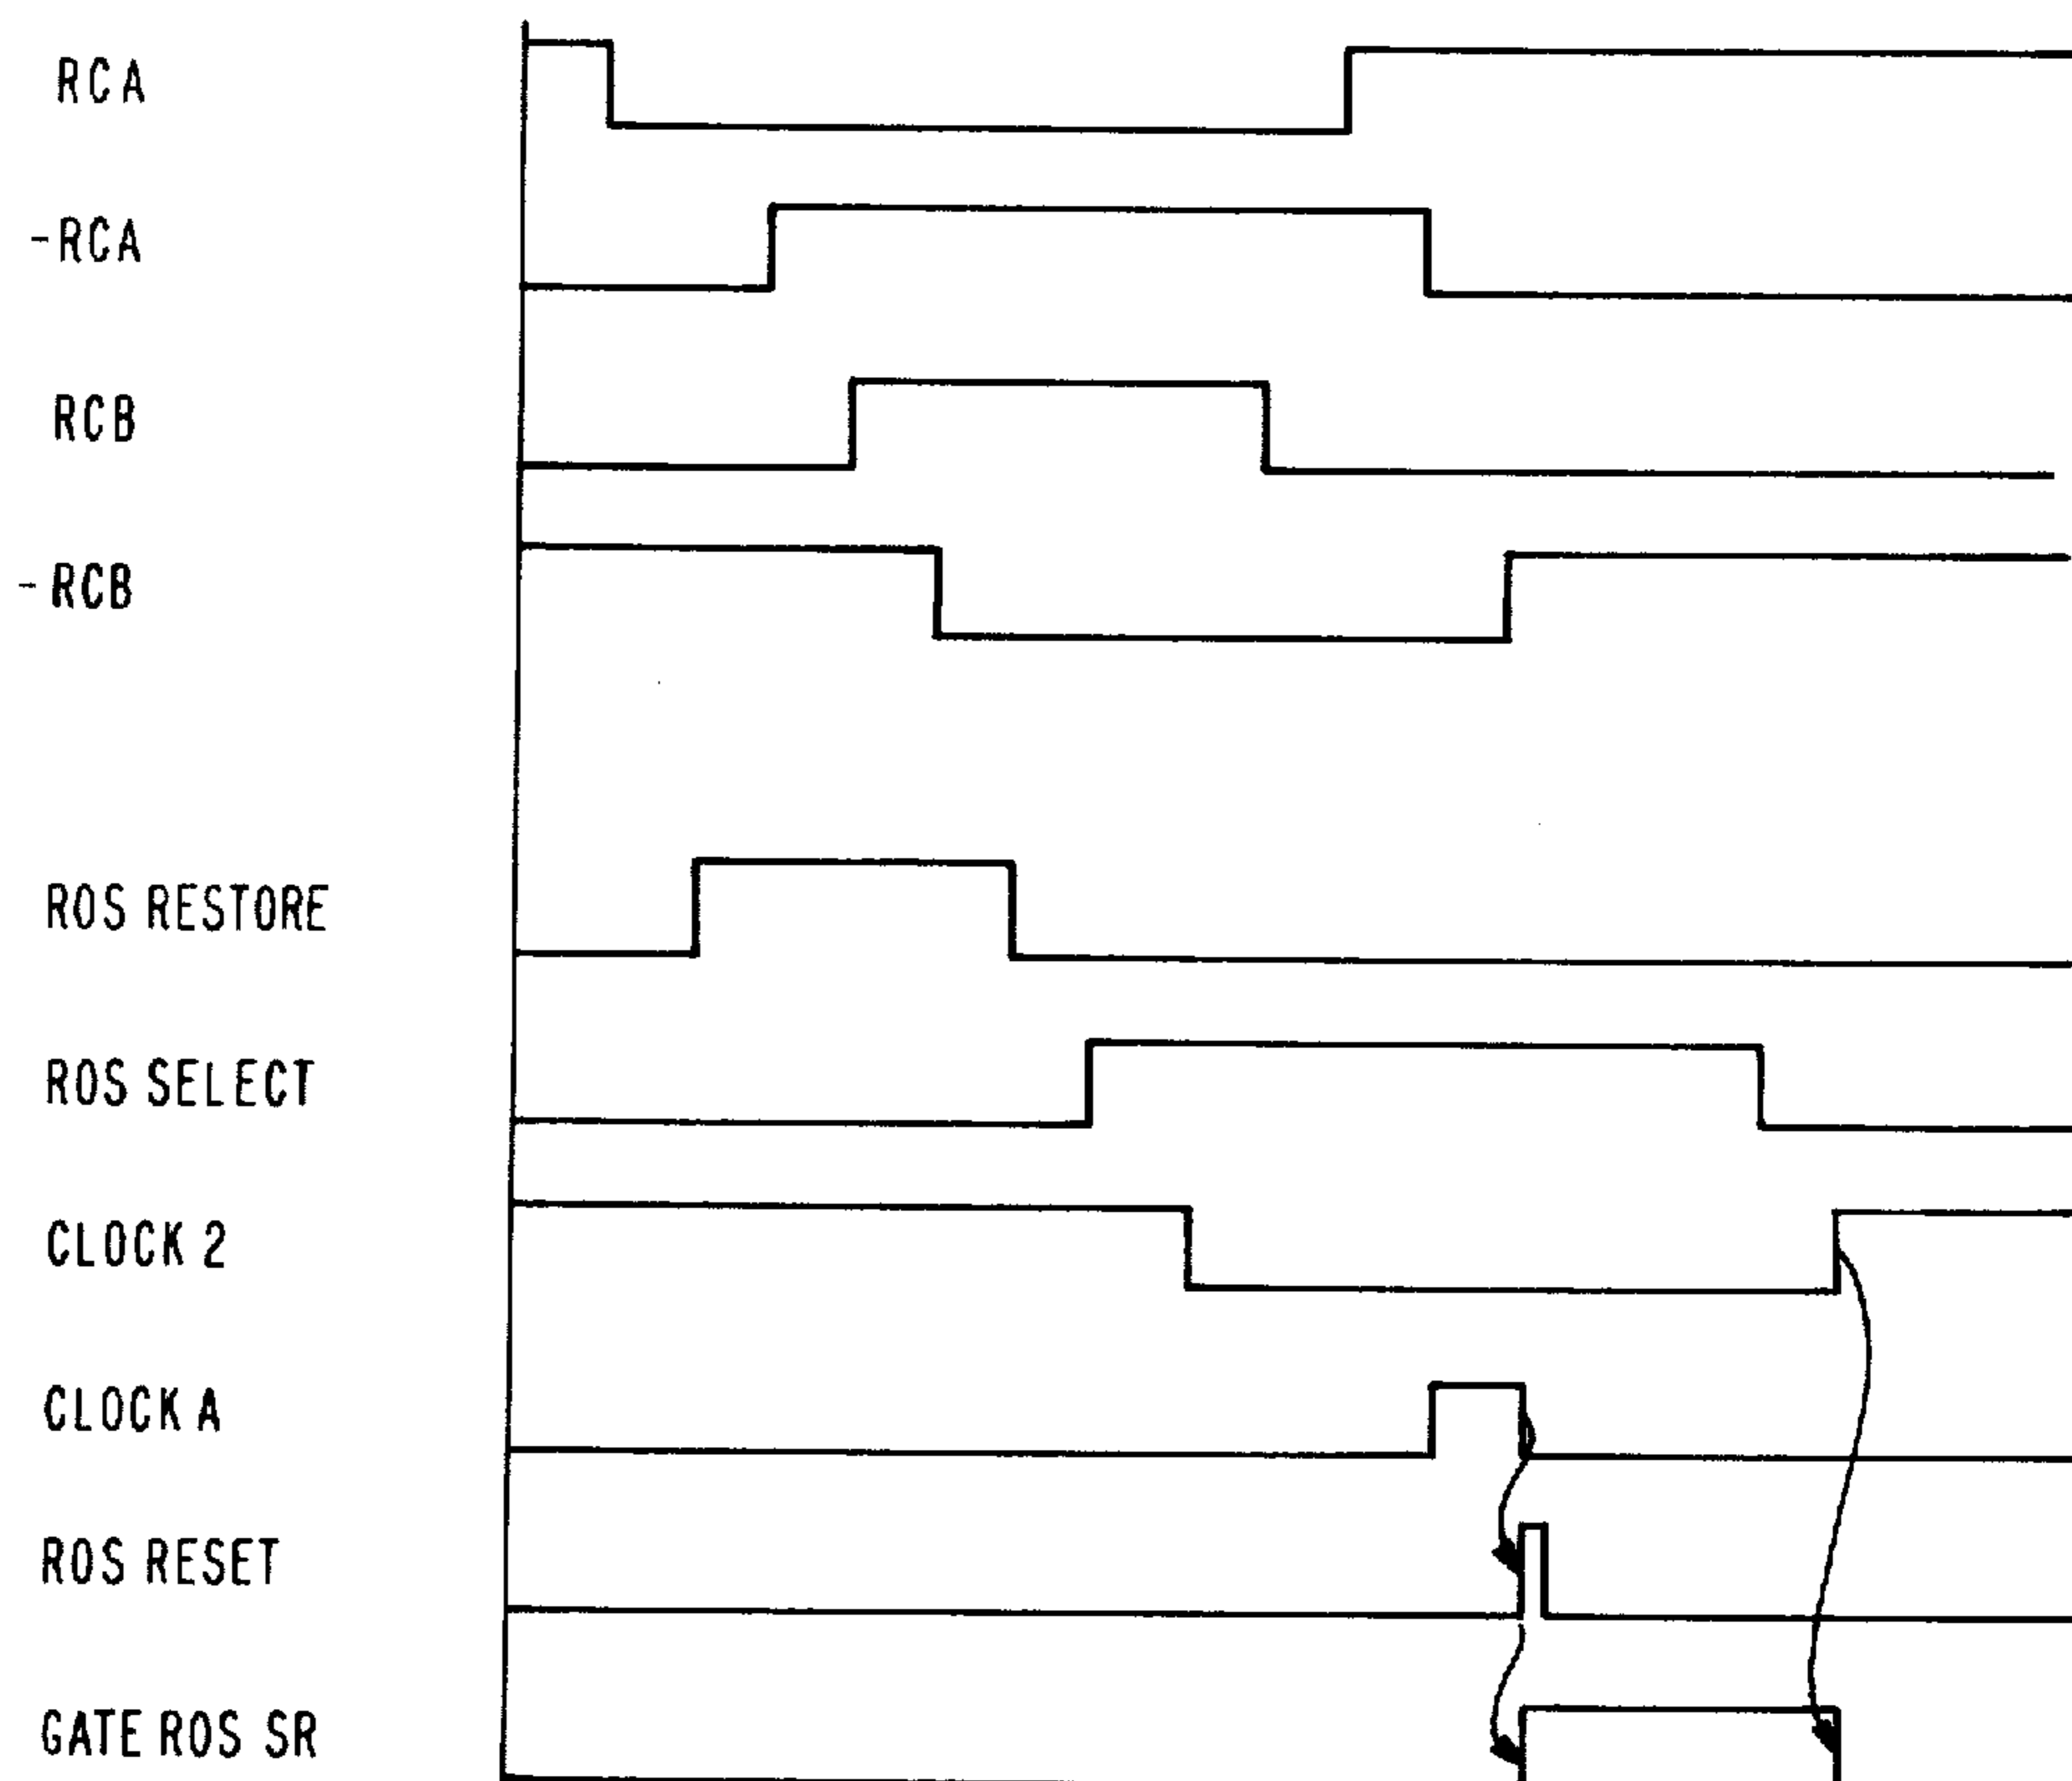 RCA
-RCA
RCB
-RCB
ROS RESTORE
ROS SELECT
CLOCK 2
CLOCK A
ROS RESET
GATE ROS SR